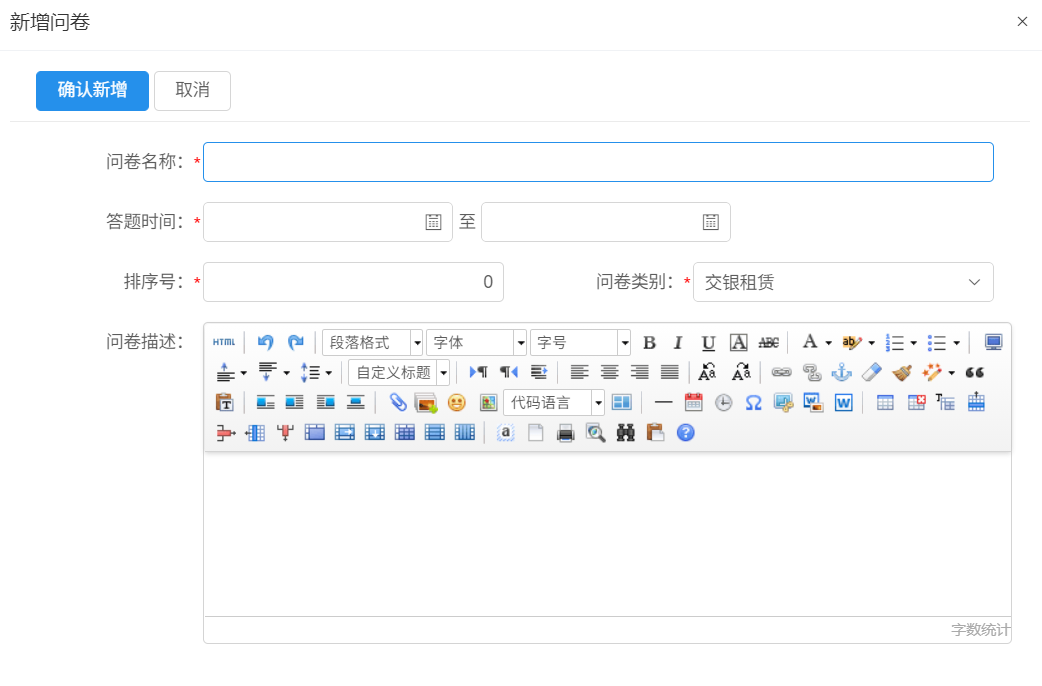 新增问卷
确认新增 取消
问卷名称：*
答题时间：* 至
排序号：* 0 问卷类别：* 交银租赁
问卷描述：
HTML 段落格式 字体 字号 B I U A ABC A ab
自定义标题
代码语言
字数统计